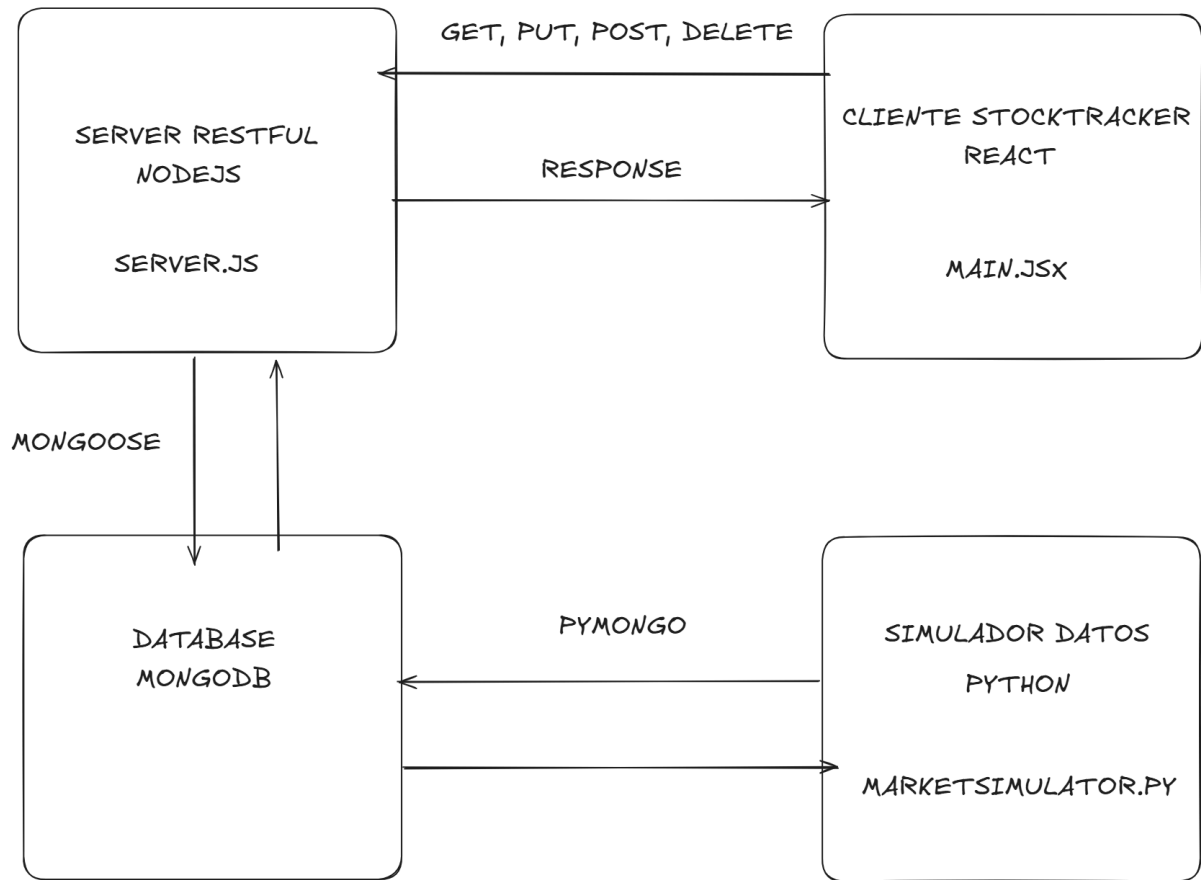 GET, PUT, POST, DELETE
SERVER RESTFUL
NODEJS
SERVER.JS
RESPONSE
CLIENTE STOCKTRACKER
REACT
MAIN.JSX
MONGOOSE
DATABASE
MONGODB
PYMONGO
SIMULADOR DATOS
PYTHON
MARKETSIMULATOR.PY